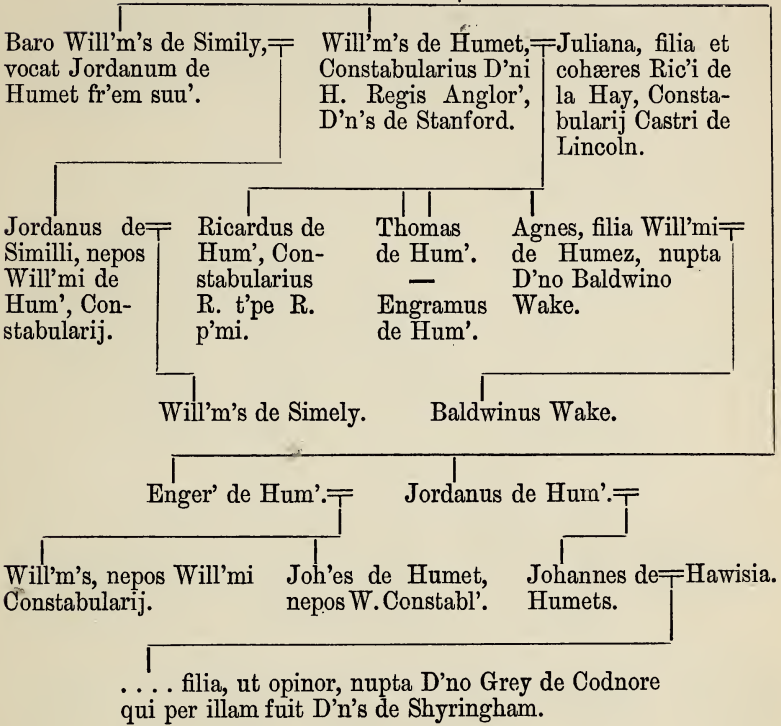 Baro Will'm's de Simily,
vocat Jordanum de
Humet fr'em suu'.
Will'm's de Humet,
Constabularius D'ni
H. Regis Anglor',
D'n's de Stanford.
Juliana, filia et
cohæres Ric'i de
la Hay, Consta-
bularij Castri de
Lincoln.
Jordanus de
Similli, nepos
Will'mi de
Hum', Con-
stabularij.
Ricardus de
Hum', Con-
stabularius
R. t'pe R.
p'mi.
Thomas
de Hum'.
—
Engramus
de Hum'.
Agnes, filia Will'mi
de Humez, nupta
D'no Baldwino
Wake.
Will'm's de Simely.
Baldwinus Wake.
Enger' de Hum'.
Jordanus de Hum'.
Will'm's, nepos Will'mi
Constabularij.
Joh'es de Humet,
nepos W. Constabl'.
Johannes de
Humets.
Hawisia.
. . . . filia, ut opinor, nupta D'no Grey de Codnore
qui per illam fuit D'n's de Shyringham.